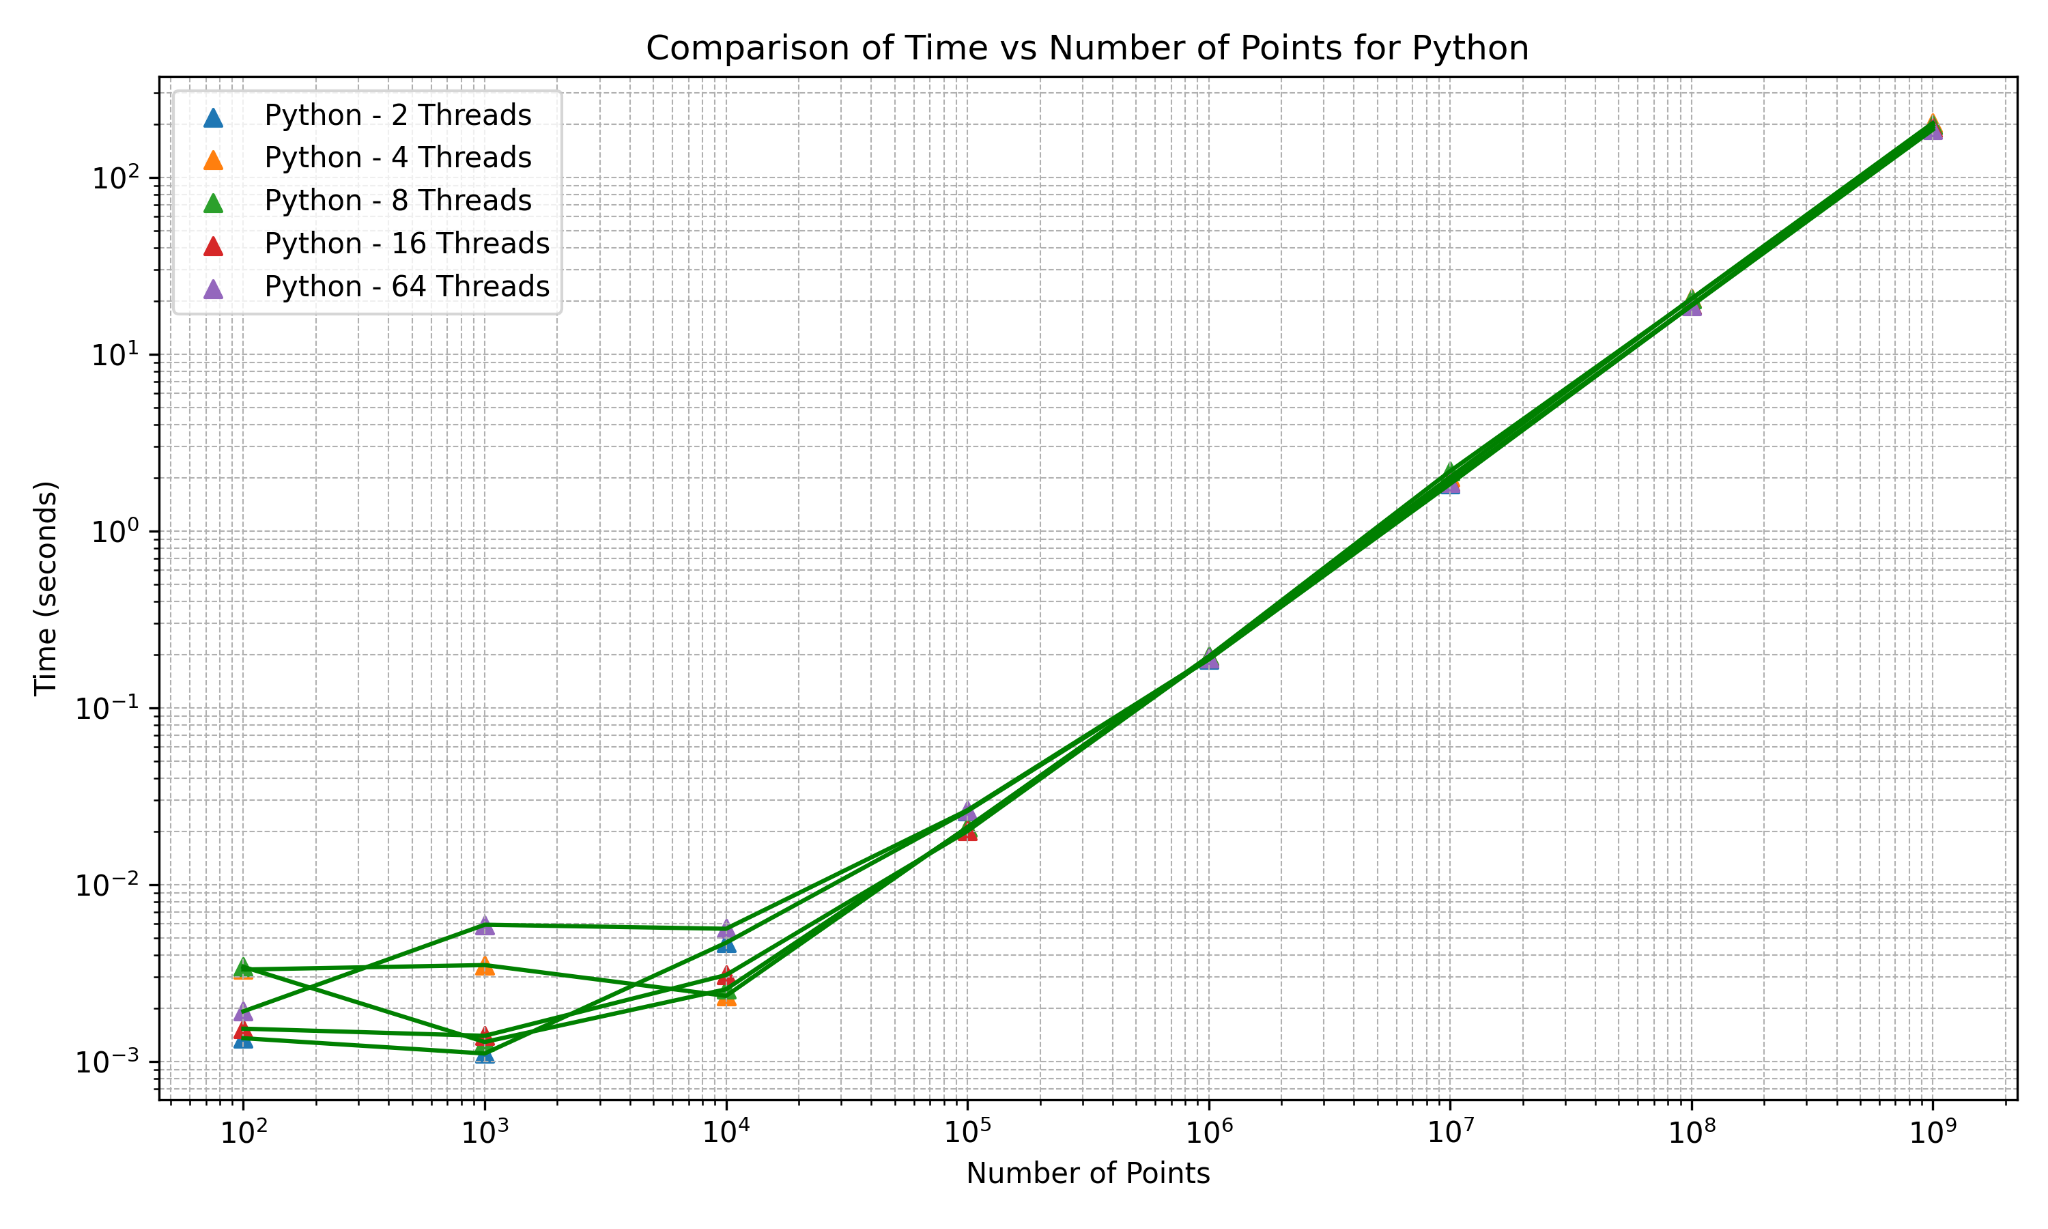 Comparison of Time vs Number of Points for Python
Python - 2 Threads
Python - 4 Threads
Python - 8 Threads
Python - 16 Threads
Python - 64 Threads
10²
10¹
10⁰
10⁻¹
10⁻²
10⁻³
Time (seconds)
10² 10³ 10⁴ 10⁵ 10⁶ 10⁷ 10⁸ 10⁹
Number of Points